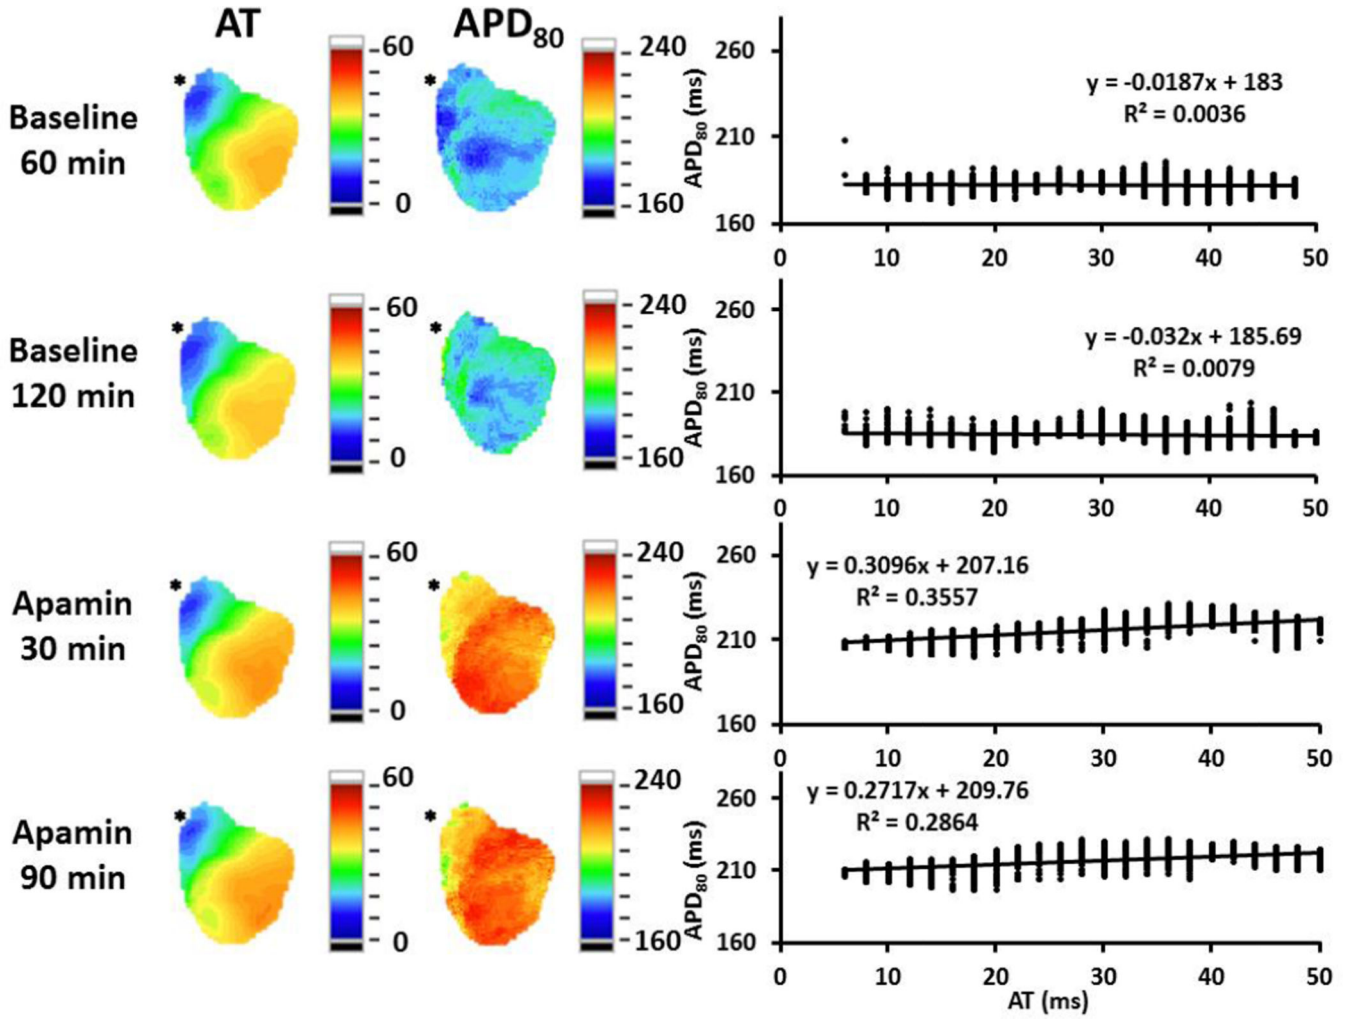 AT
APD80
Baseline
60 min
*
60
0
*
240
160
APD80 (ms)
260
210
160
y = -0.0187x + 183
R² = 0.0036
0 10 20 30 40 50
Baseline
120 min
*
60
0
*
240
160
APD80 (ms)
260
210
160
y = -0.032x + 185.69
R² = 0.0079
0 10 20 30 40 50
Apamin
30 min
*
60
0
*
240
160
APD80 (ms)
260
210
160
y = 0.3096x + 207.16
R² = 0.3557
0 10 20 30 40 50
Apamin
90 min
*
60
0
*
240
160
APD80 (ms)
260
210
160
y = 0.2717x + 209.76
R² = 0.2864
0 10 20 30 40 50
AT (ms)